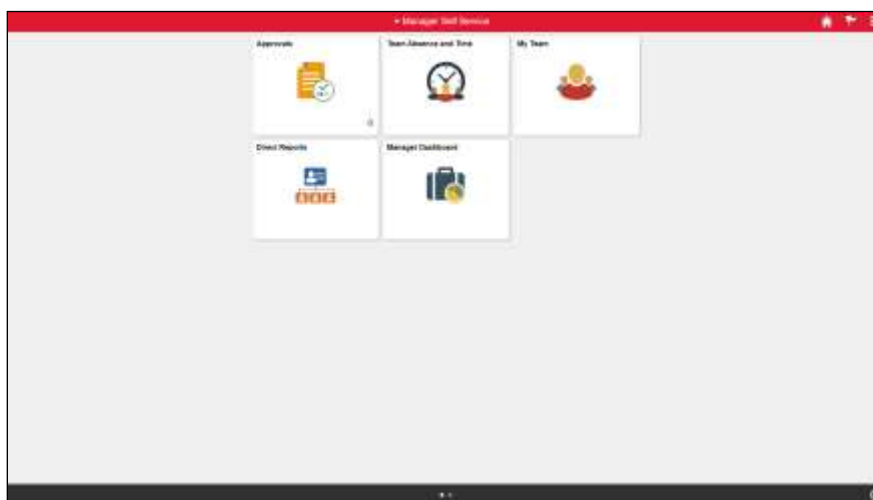 Manager Self Service
Approvals
Team Absence and Time
My Team
Direct Reports
Manager Dashboard